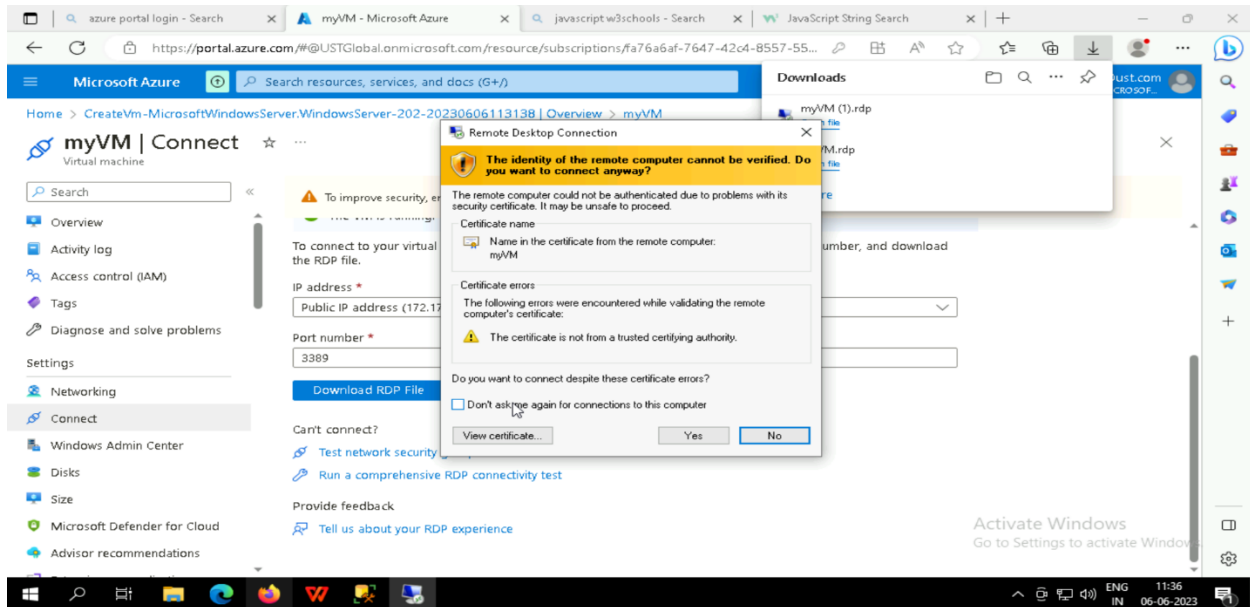 azure portal login - Search
myVM - Microsoft Azure
javascript w3schools - Search
JavaScript String Search
https://portal.azure.com/#@USTGlobal.onmicrosoft.com/resource/subscriptions/fa76a6af-7647-42c4-8557-55...
Microsoft Azure
Search resources, services, and docs (G+/)
Downloads
ust.com
myVM (1).rdp
file
VM.rdp
file
re
Home > CreateVm-MicrosoftWindowsServer.WindowsServer-202-20230606113138 | Overview > myVM
myVM | Connect
Virtual machine
Search
Overview
Activity log
Access control (IAM)
Tags
Diagnose and solve problems
Settings
Networking
Connect
Windows Admin Center
Disks
Size
Microsoft Defender for Cloud
Advisor recommendations
To improve security, e
The VM is running.
To connect to your virtual
umber, and download
the RDP file.
IP address *
Public IP address (172.17
Port number *
3389
Download RDP File
Can't connect?
Test network security
Run a comprehensive RDP connectivity test
Provide feedback
Tell us about your RDP experience
Remote Desktop Connection
The identity of the remote computer cannot be verified. Do
you want to connect anyway?
The remote computer could not be authenticated due to problems with its
security certificate. It may be unsafe to proceed.
Certificate name
Name in the certificate from the remote computer:
myVM
Certificate errors
The following errors were encountered while validating the remote
computer's certificate:
The certificate is not from a trusted certifying authority.
Do you want to connect despite these certificate errors?
Don't ask me again for connections to this computer
View certificate...
Yes
No
Activate Windows
Go to Settings to activate Windows
ENG
IN
11:36
06-06-2023